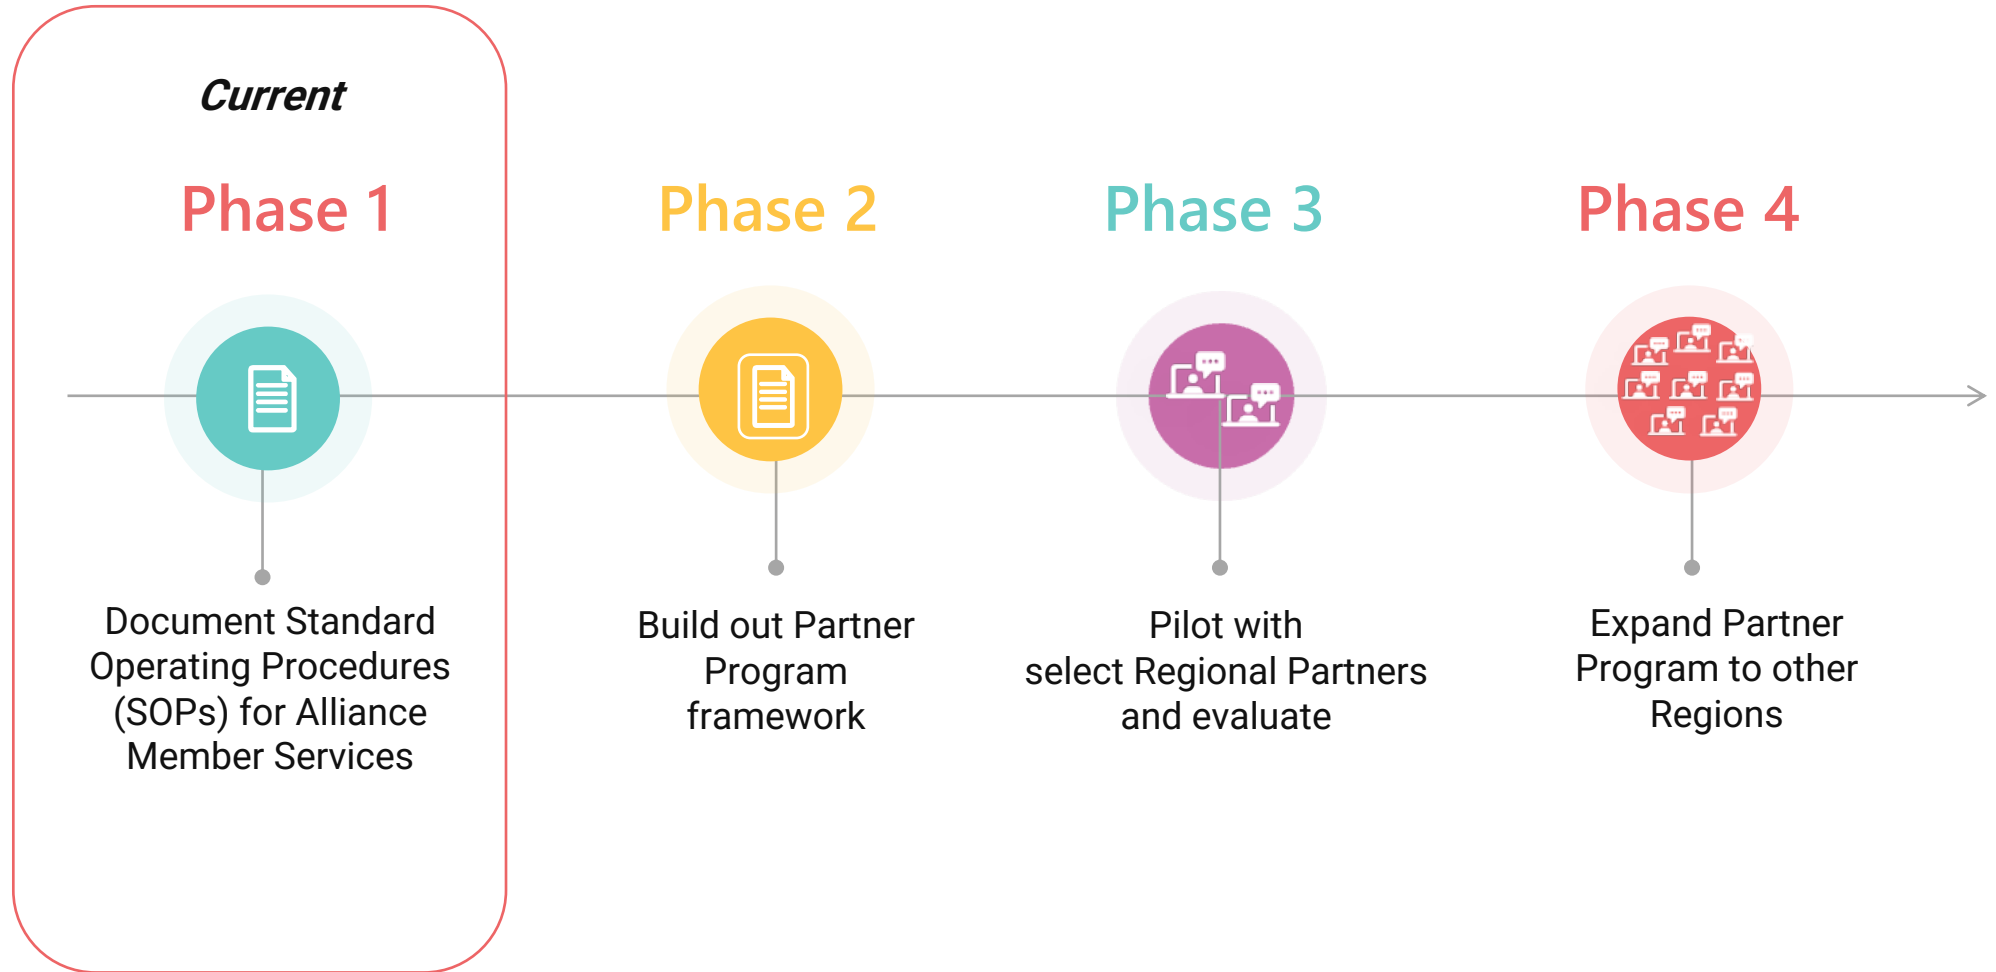 Current
Phase 1
Phase 2
Phase 3
Phase 4
Document Standard
Operating Procedures
(SOPs) for Alliance
Member Services
Build out Partner
Program
framework
Pilot with
select Regional Partners
and evaluate
Expand Partner
Program to other
Regions